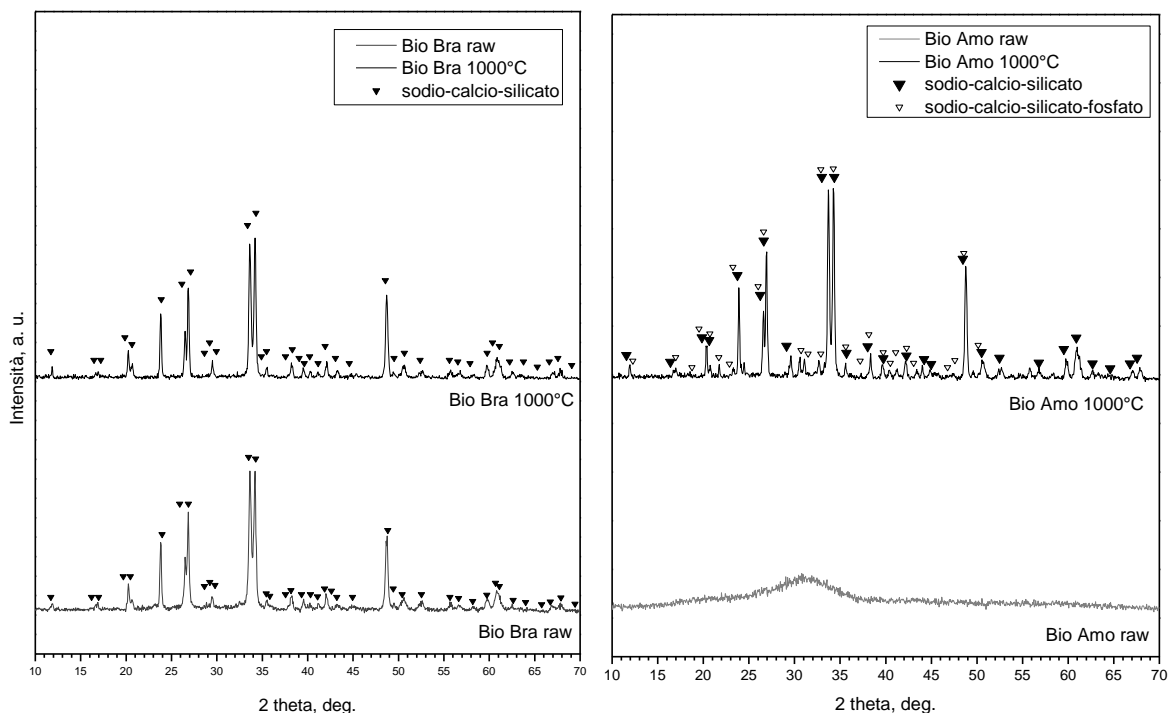 Bio Bra raw
Bio Bra 1000°C
sodio-calcio-silicato
Intensità, a. u.
Bio Bra 1000°C
Bio Bra raw
10 15 20 25 30 35 40 45 50 55 60 65 70
2 theta, deg.
Bio Amo raw
Bio Amo 1000°C
sodio-calcio-silicato
sodio-calcio-silicato-fosfato
Bio Amo 1000°C
Bio Amo raw
10 15 20 25 30 35 40 45 50 55 60 65 70
2 theta, deg.